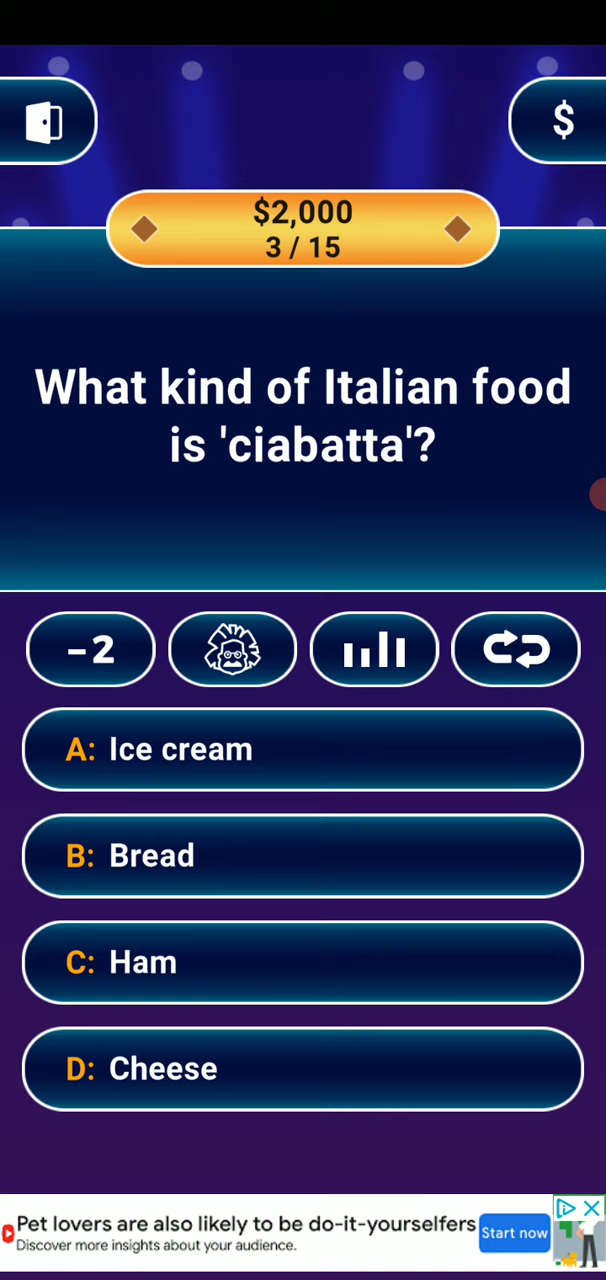 $
$2,000
3 / 15
What kind of Italian food
is 'ciabatta'?
-2
A: Ice cream
B: Bread
C: Ham
D: Cheese
Pet lovers are also likely to be do-it-yourselfers
Discover more insights about your audience.
Start now